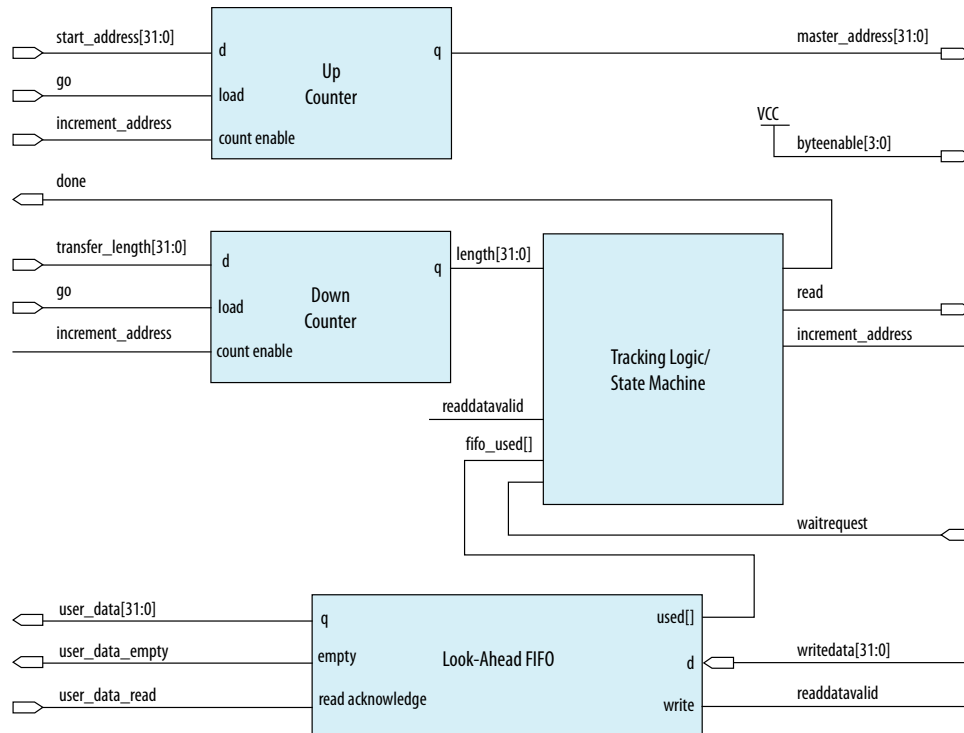 start_address[31:0]
d
q
master_address[31:0]
Up
Counter
go
load
increment_address
count enable
VCC
byteenable[3:0]
done
transfer_length[31:0]
d
q
length[31:0]
go
load
Down
Counter
read
increment_address
count enable
increment_address
Tracking Logic/
State Machine
readdatavalid
fifo_used[]
waitrequest
user_data[31:0]
q
used[]
user_data_empty
empty
Look-Ahead FIFO
d
writedata[31:0]
user_data_read
read acknowledge
write
readdatavalid